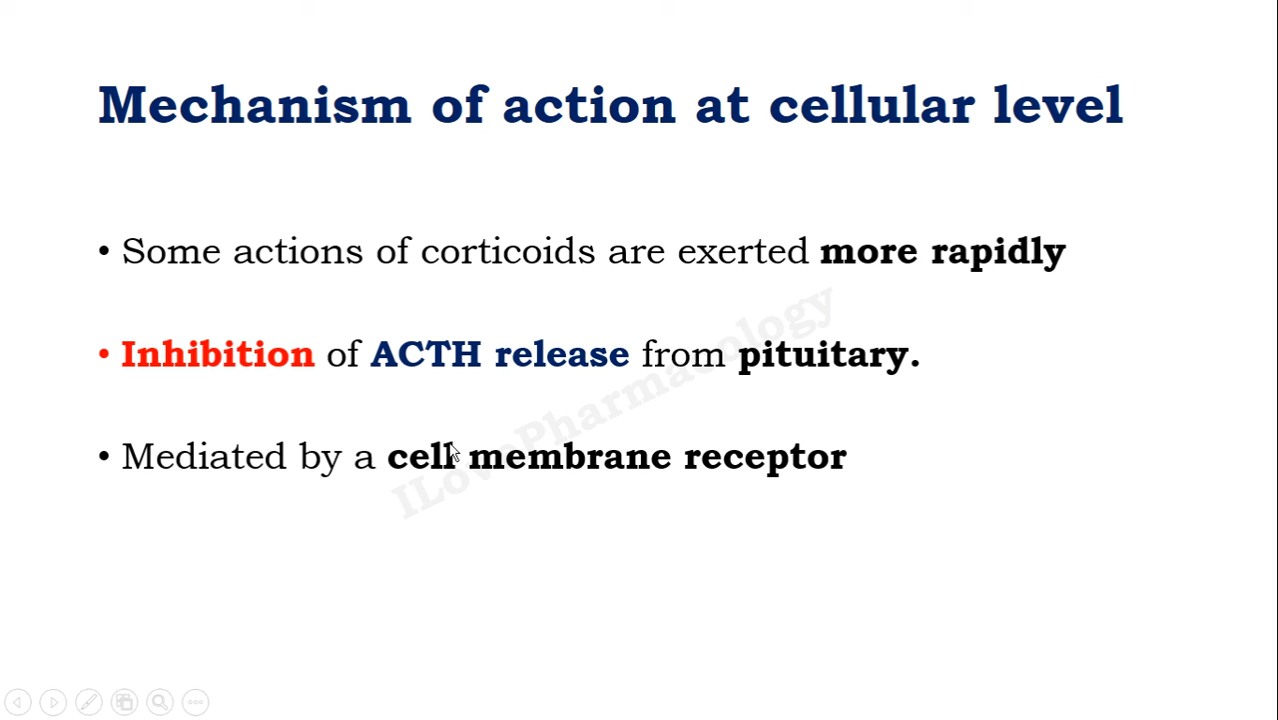 Mechanism of action at cellular level
• Some actions of corticoids are exerted more rapidly
• Inhibition of ACTH release from pituitary.
• Mediated by a cell membrane receptor
ILovePharmacology